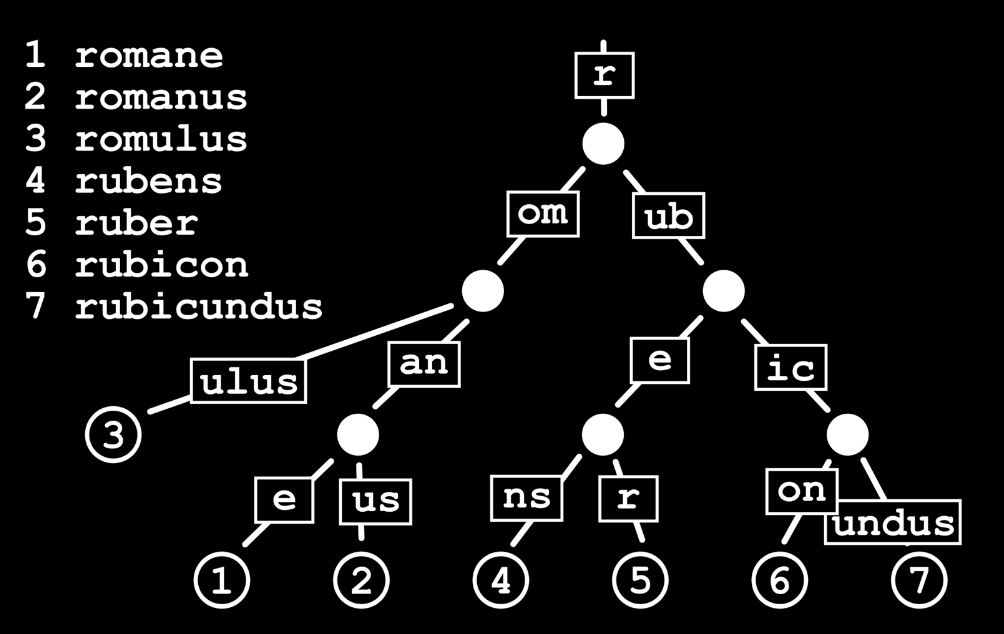 1 romane
2 romanus
3 romulus
4 rubens
5 ruber
6 rubicon
7 rubicundus
r
om
ub
ulus
an
e
ic
3
e
us
ns
r
on
undus
1
2
4
5
6
7